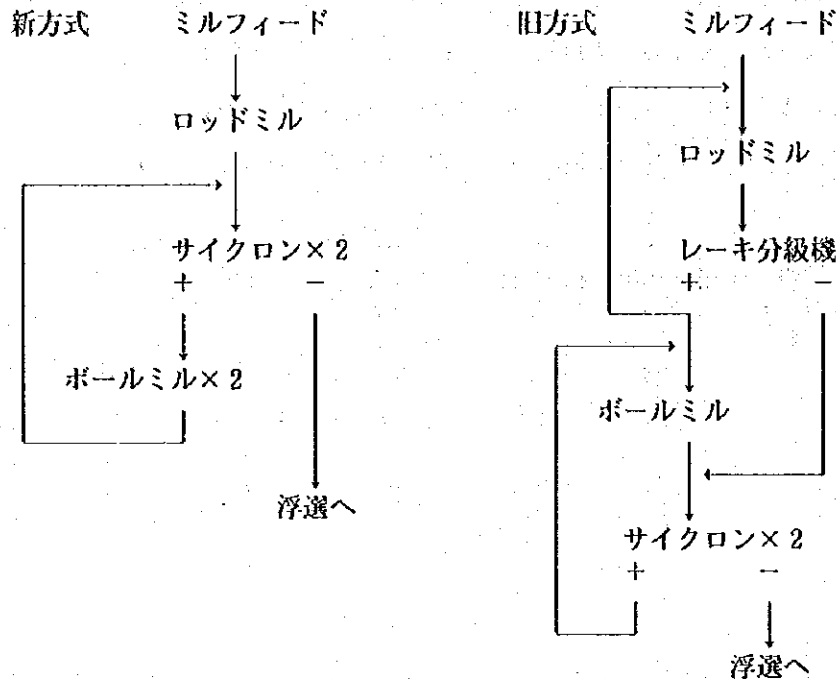 新方式
ミルフィード
ロッドミル
サイクロン×2
+ −
ボールミル×2
浮選へ
旧方式
ミルフィード
ロッドミル
レーキ分級機
+ −
ボールミル
サイクロン×2
+ −
浮選へ